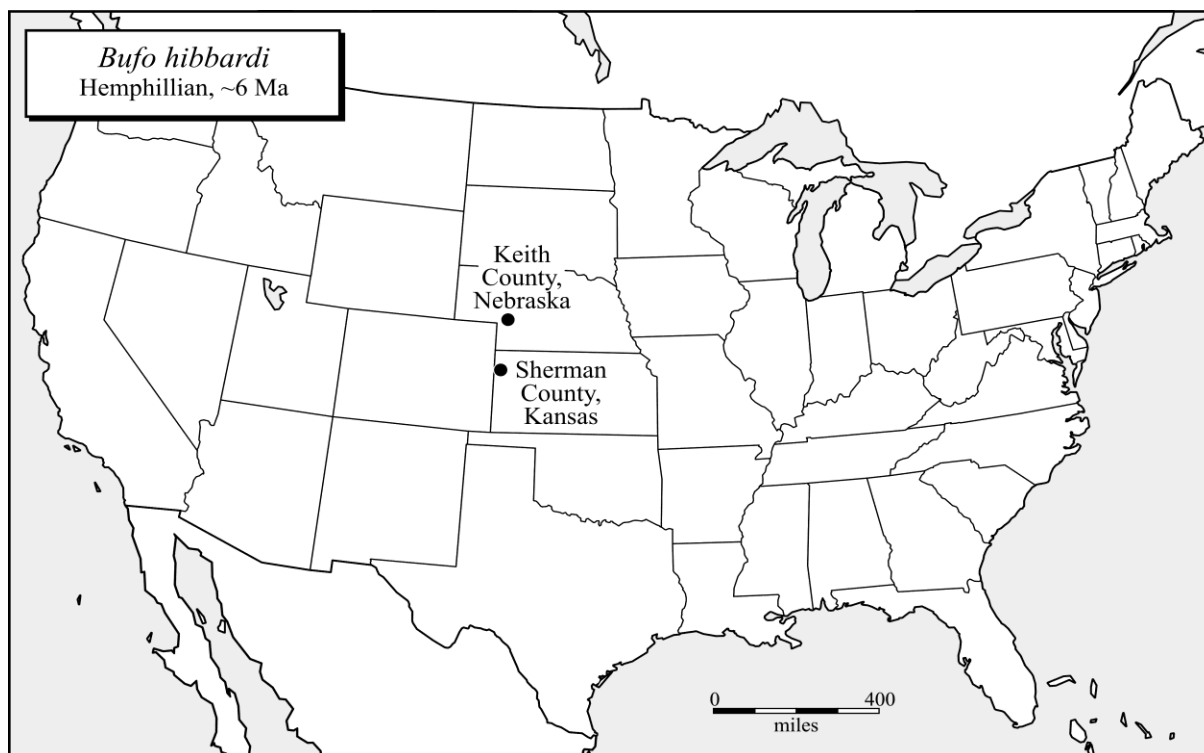 Bufo hibbardi
Hemphillian, ~6 Ma
Keith
County,
Nebraska
Sherman
County,
Kansas
0 400
miles